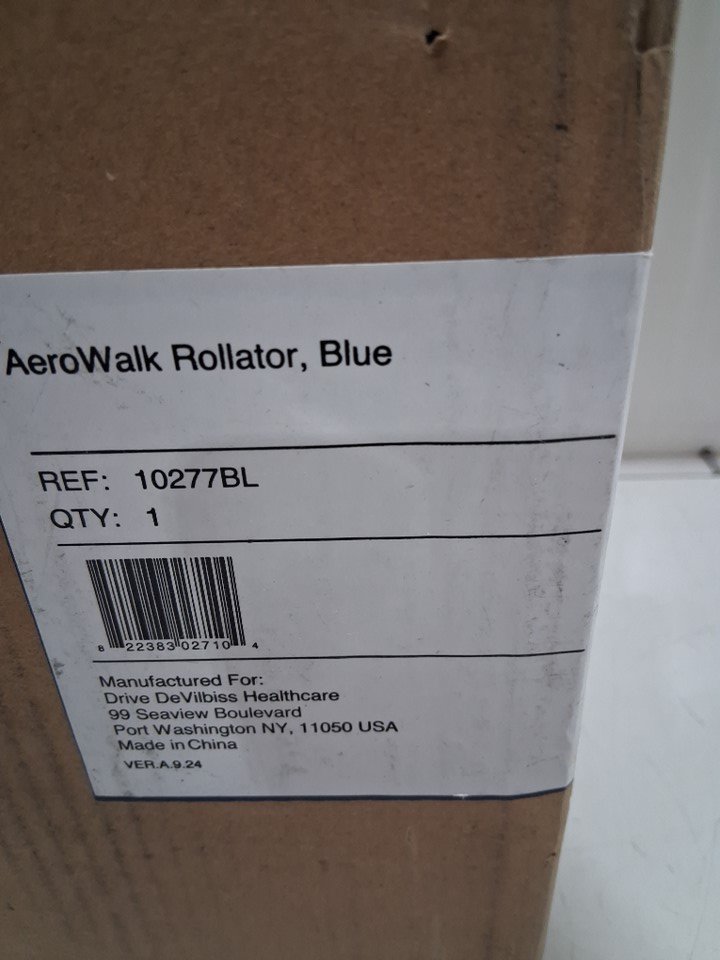 AeroWalk Rollator, Blue
REF: 10277BL
QTY: 1
8 22383 02710 4
Manufactured For:
Drive DeVilbiss Healthcare
99 Seaview Boulevard
Port Washington NY, 11050 USA
Made in China
VER.A.9.24